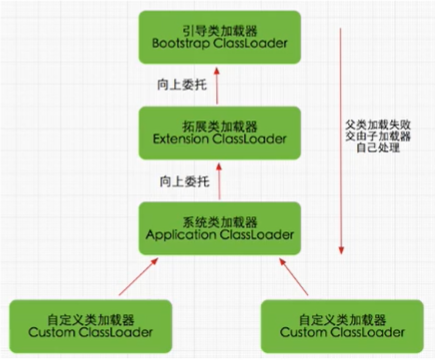 引导类加载器
Bootstrap ClassLoader
向上委托
父类加载失败
交由子加载器
自己处理
拓展类加载器
Extension ClassLoader
向上委托
系统类加载器
Application ClassLoader
自定义类加载器
Custom ClassLoader
自定义类加载器
Custom ClassLoader